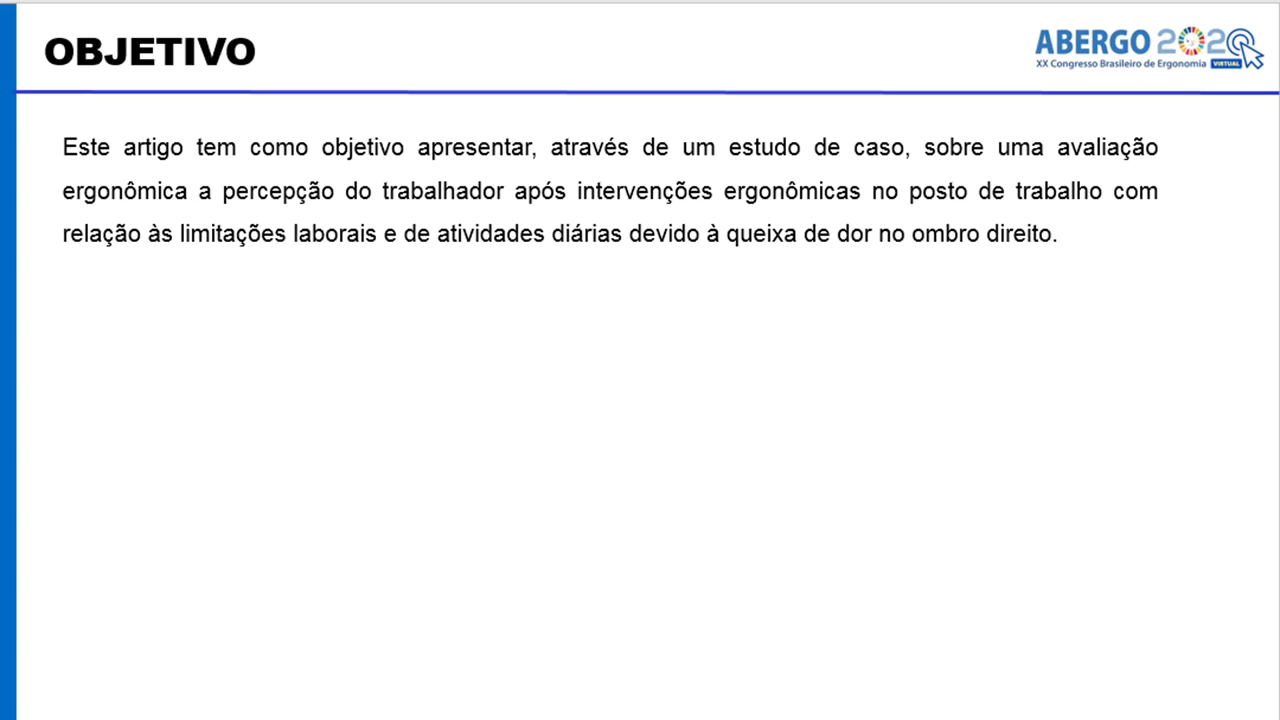 OBJETIVO
ABERGO 2020
XX Congresso Brasileiro de Ergonomia VIRTUAL
Este artigo tem como objetivo apresentar, através de um estudo de caso, sobre uma avaliação
ergonômica a percepção do trabalhador após intervenções ergonômicas no posto de trabalho com
relação às limitações laborais e de atividades diárias devido à queixa de dor no ombro direito.